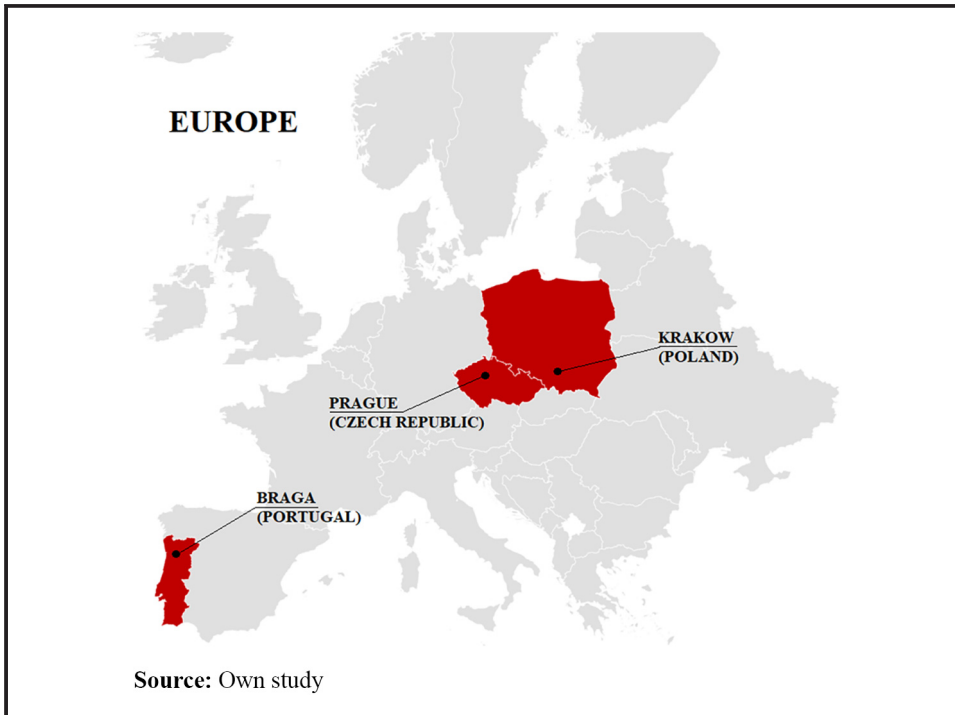 EUROPE
KRAKOW
(POLAND)
PRAGUE
(CZECH REPUBLIC)
BRAGA
(PORTUGAL)
Source: Own study